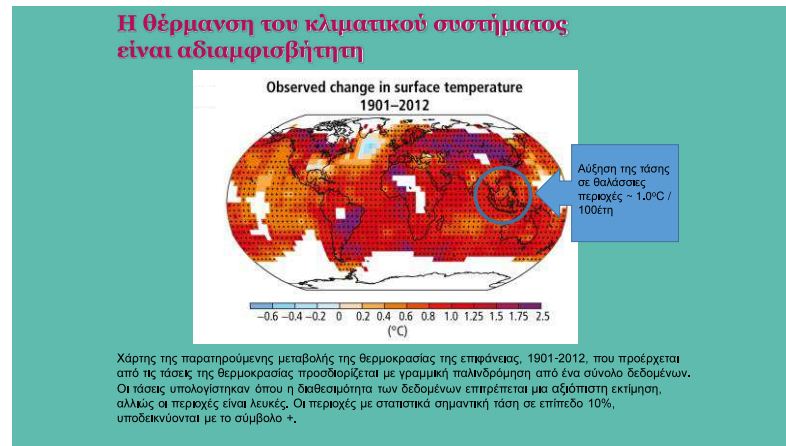 Η θέρμανση του κλιματικού συστήματος
είναι αδιαμφισβήτητη
Observed change in surface temperature
1901–2012
Αύξηση της τάσης
σε θαλάσσιες
περιοχές ~ 1.0°C /
100έτη
−0.6 −0.4 −0.2 0 0.2 0.4 0.6 0.8 1.0 1.25 1.5 1.75 2.5
(°C)
Χάρτης της παρατηρούμενης μεταβολής της θερμοκρασίας της επιφάνειας, 1901-2012, που προέρχεται
από τις τάσεις της θερμοκρασίας προσδιορίζεται με γραμμική παλινδρόμηση από ένα σύνολο δεδομένων.
Οι τάσεις υπολογίστηκαν όπου η διαθεσιμότητα των δεδομένων επιτρέπεται μια αξιόπιστη εκτίμηση,
αλλιώς οι περιοχές είναι λευκές. Οι περιοχές με στατιστικά σημαντική τάση σε επίπεδο 10%,
υποδεικνύονται με το σύμβολο +.